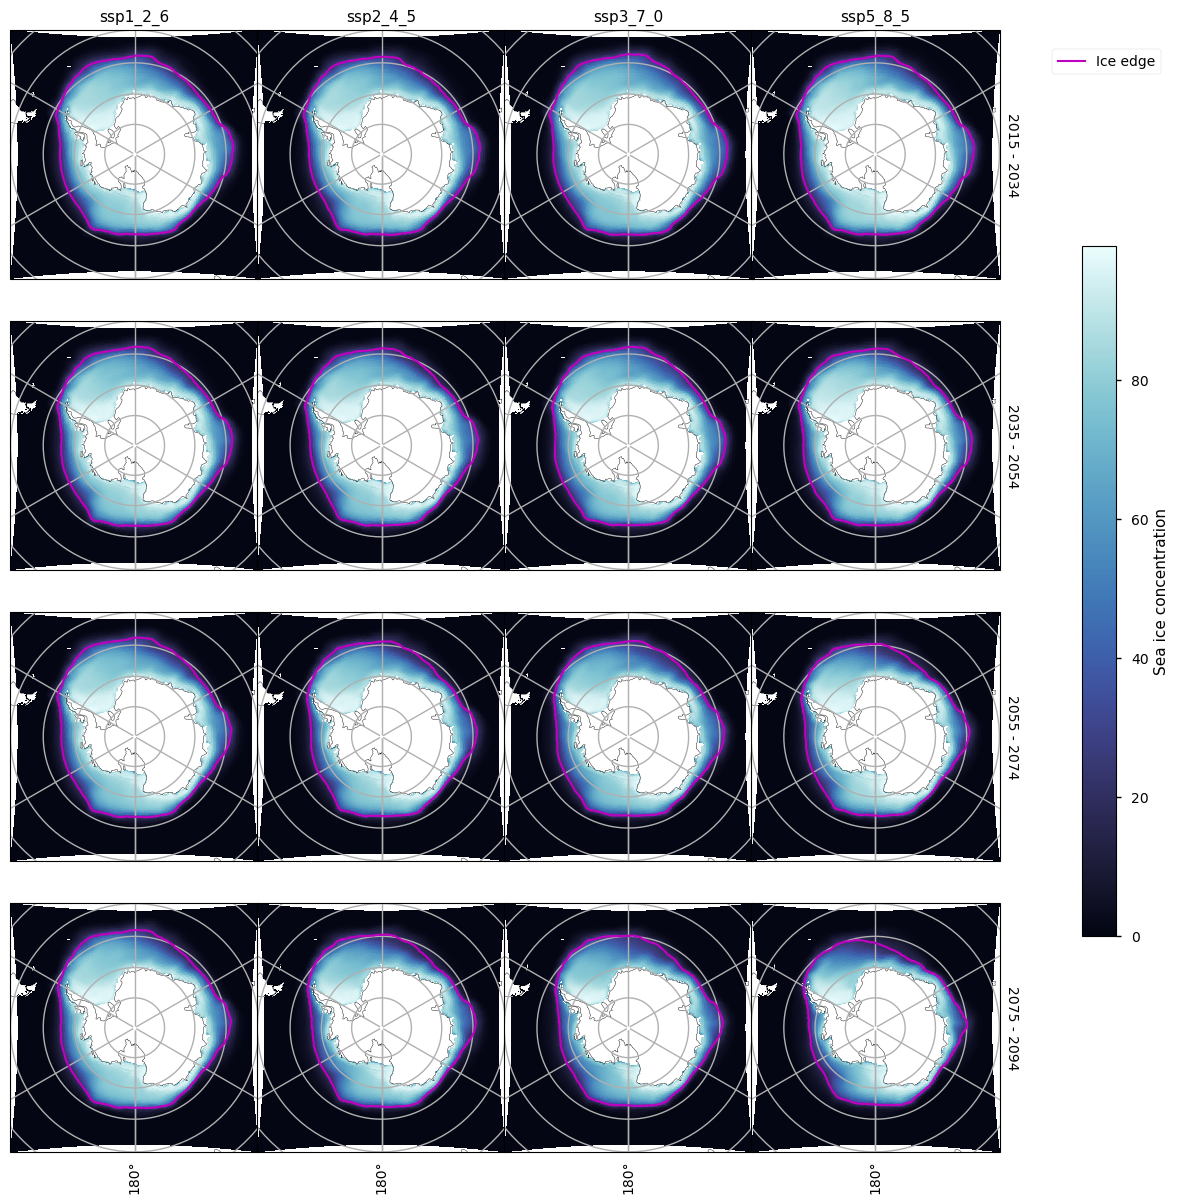 ssp1_2_6 ssp2_4_5 ssp3_7_0 ssp5_8_5
Ice edge
2015 - 2034
2035 - 2054
2055 - 2074
2075 - 2094
80
60
40
20
0
Sea ice concentration
180° 180° 180° 180°